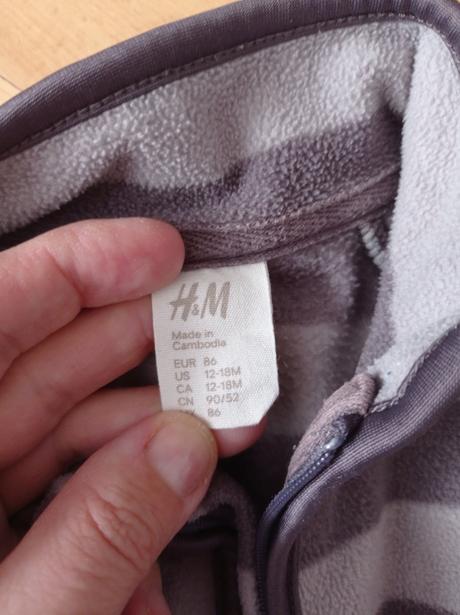 H&M
Made in
Cambodia
EUR 86
US 12-18M
CA 12-18M
CN 90/52
86